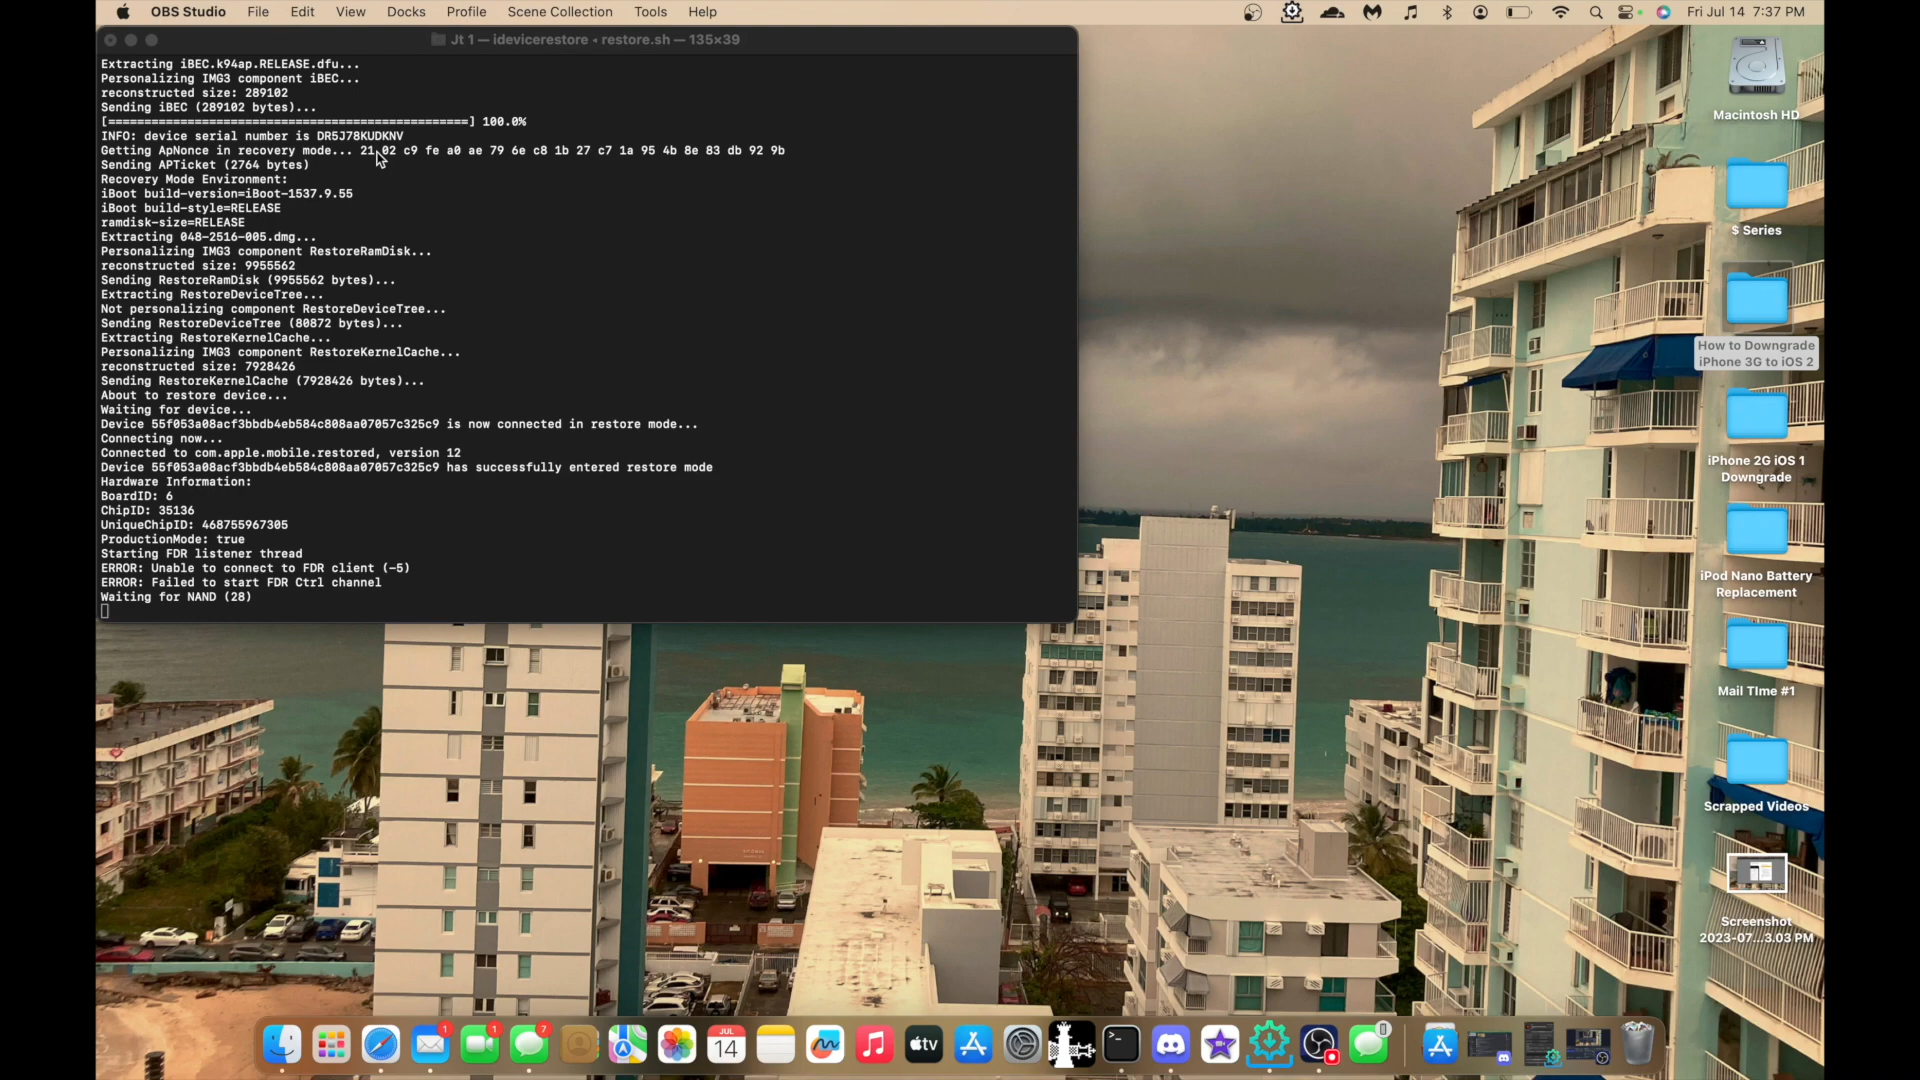 OBS Studio File Edit View Docks Profile Scene Collection Tools Help Fri Jul 14 7:37 PM
Jt 1 — idevicerestore ◂ restore.sh — 135×39
Extracting iBEC.k94ap.RELEASE.dfu...
Personalizing IMG3 component iBEC...
reconstructed size: 289102
Sending iBEC (289102 bytes)...
[==================================================] 100.0%
INFO: device serial number is DR5J78KUDKNV
Getting ApNonce in recovery mode... 21 02 c9 fe a0 ae 79 6e c8 1b 27 c7 1a 95 4b 8e 83 db 92 9b
Sending APTicket (2764 bytes)
Recovery Mode Environment:
iBoot build-version=iBoot-1537.9.55
iBoot build-style=RELEASE
ramdisk-size=RELEASE
Extracting 048-2516-005.dmg...
Personalizing IMG3 component RestoreRamDisk...
reconstructed size: 9955562
Sending RestoreRamDisk (9955562 bytes)...
Extracting RestoreDeviceTree...
Not personalizing component RestoreDeviceTree...
Sending RestoreDeviceTree (80872 bytes)...
Extracting RestoreKernelCache...
Personalizing IMG3 component RestoreKernelCache...
reconstructed size: 7928426
Sending RestoreKernelCache (7928426 bytes)...
About to restore device...
Waiting for device...
Device 55f053a08acf3bbdb4eb584c808aa07057c325c9 is now connected in restore mode...
Connecting now...
Connected to com.apple.mobile.restored, version 12
Device 55f053a08acf3bbdb4eb584c808aa07057c325c9 has successfully entered restore mode
Hardware Information:
BoardID: 6
ChipID: 35136
UniqueChipID: 468755967305
ProductionMode: true
Starting FDR listener thread
ERROR: Unable to connect to FDR client (-5)
ERROR: Failed to start FDR Ctrl channel
Waiting for NAND (28)
Macintosh HD
$ Series
How to Downgrade
iPhone 3G to iOS 2
iPhone 2G iOS 1
Downgrade
iPod Nano Battery
Replacement
Mail TIme #1
Scrapped Videos
Screenshot
2023-07...3.03 PM
1
1
7
JUL
14
tv